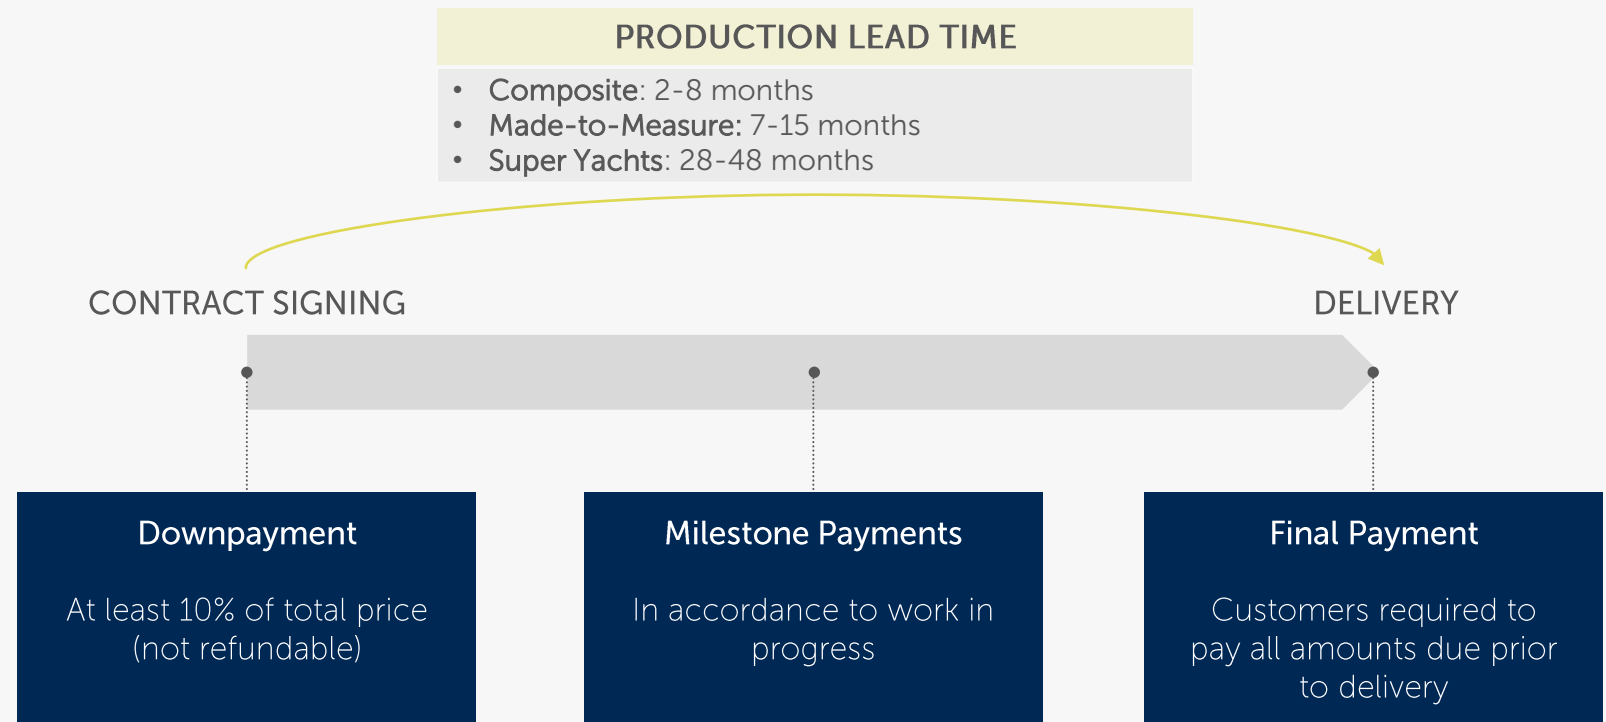 PRODUCTION LEAD TIME
• Composite: 2-8 months
• Made-to-Measure: 7-15 months
• Super Yachts: 28-48 months
CONTRACT SIGNING
DELIVERY
Downpayment
At least 10% of total price
(not refundable)
Milestone Payments
In accordance to work in
progress
Final Payment
Customers required to
pay all amounts due prior
to delivery